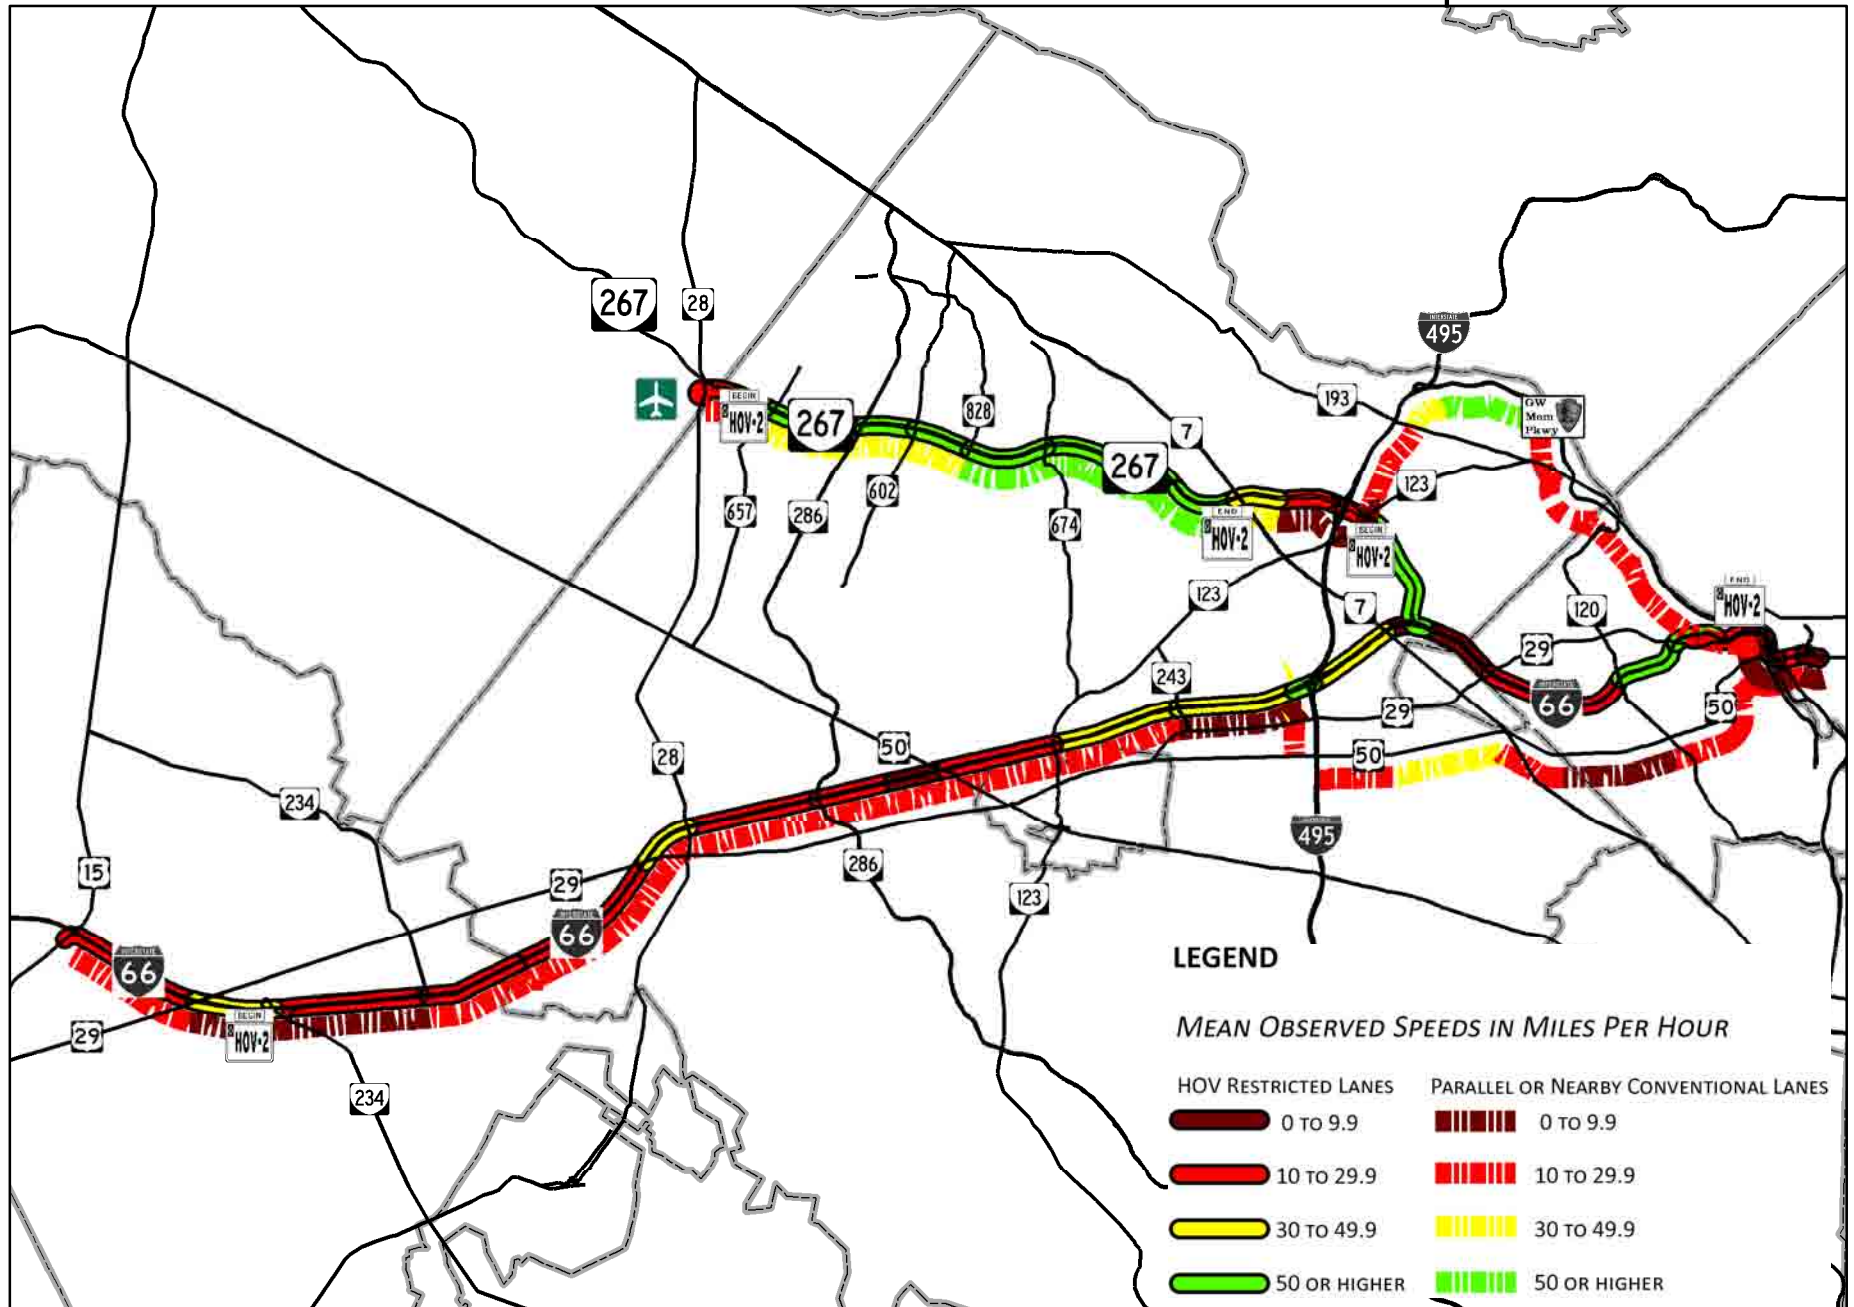 267
28
INTERSTATE
495
193
GW
Mem
Pkwy
BEGIN
HOV-2
267
828
7
267
123
602
657
286
674
END
HOV-2
BEGIN
HOV-2
123
7
120
END
HOV-2
29
243
INTERSTATE
66
50
29
50
50
28
234
495
15
286
29
123
INTERSTATE
66
INTERSTATE
66
BEGIN
HOV-2
29
234
LEGEND
MEAN OBSERVED SPEEDS IN MILES PER HOUR
HOV RESTRICTED LANES
PARALLEL OR NEARBY CONVENTIONAL LANES
0 TO 9.9
0 TO 9.9
10 TO 29.9
10 TO 29.9
30 TO 49.9
30 TO 49.9
50 OR HIGHER
50 OR HIGHER